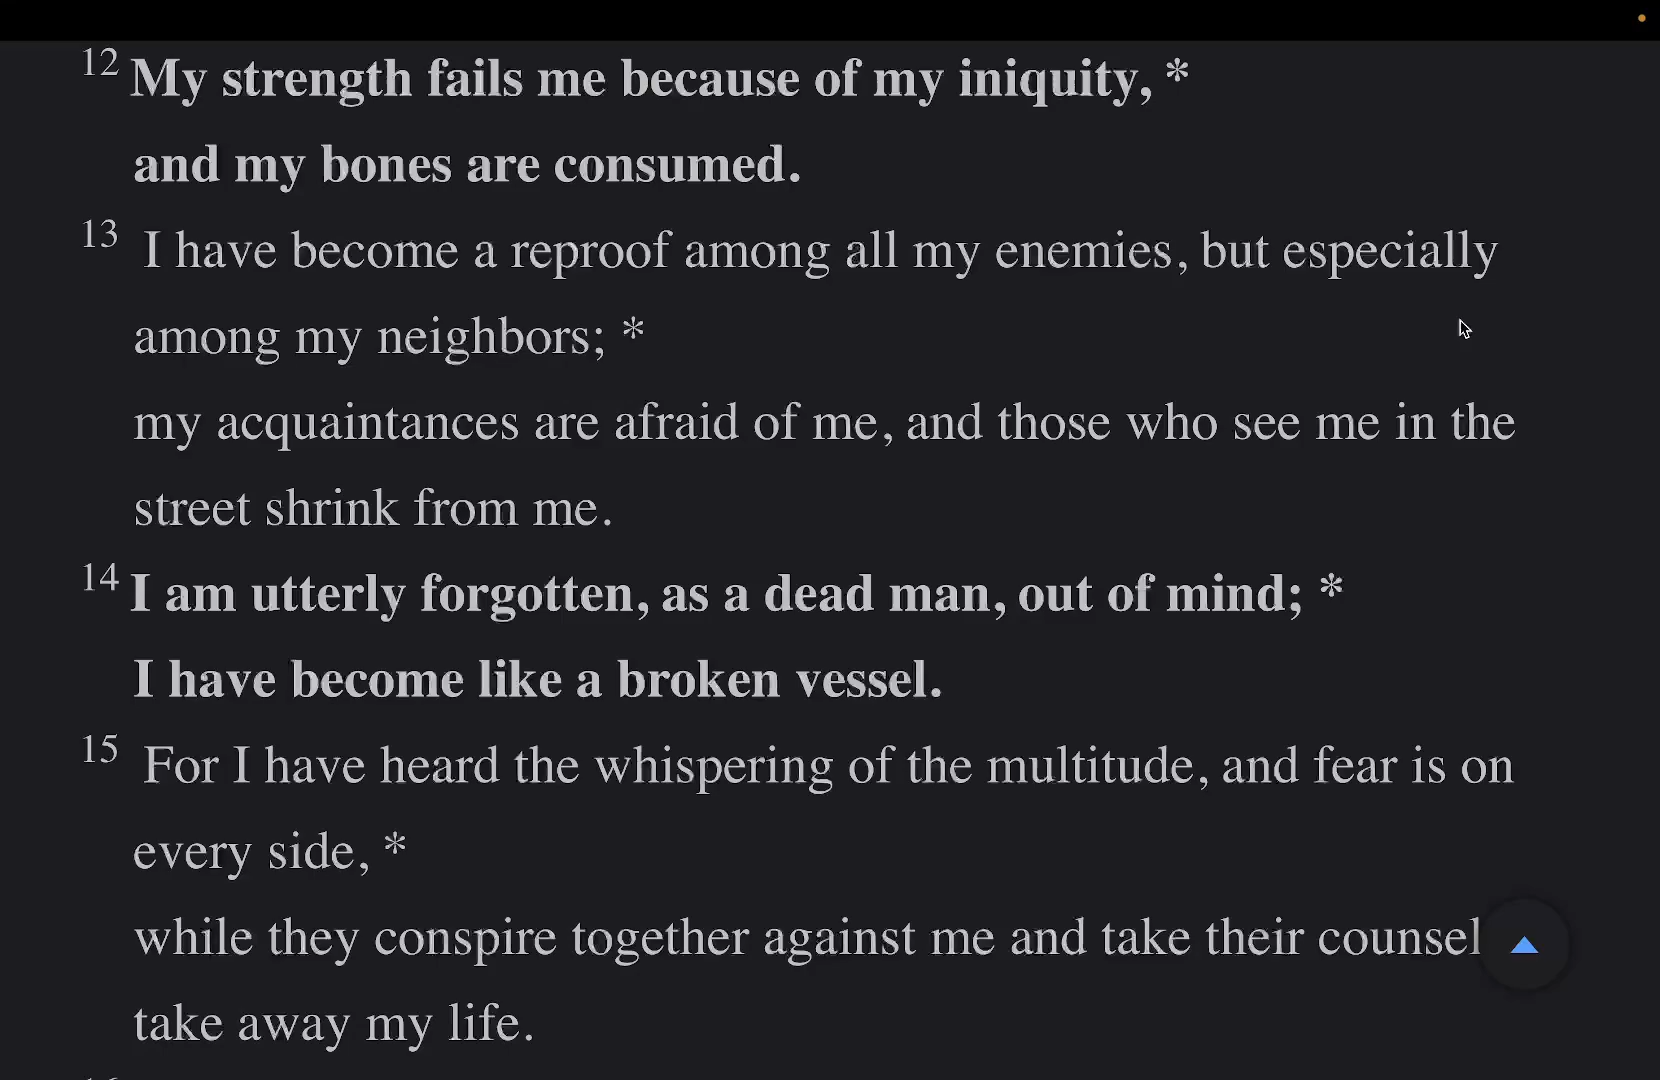 12 My strength fails me because of my iniquity, *
and my bones are consumed.
13 I have become a reproof among all my enemies, but especially
among my neighbors; *
my acquaintances are afraid of me, and those who see me in the
street shrink from me.
14 I am utterly forgotten, as a dead man, out of mind; *
I have become like a broken vessel.
15 For I have heard the whispering of the multitude, and fear is on
every side, *
while they conspire together against me and take their counsel
take away my life.